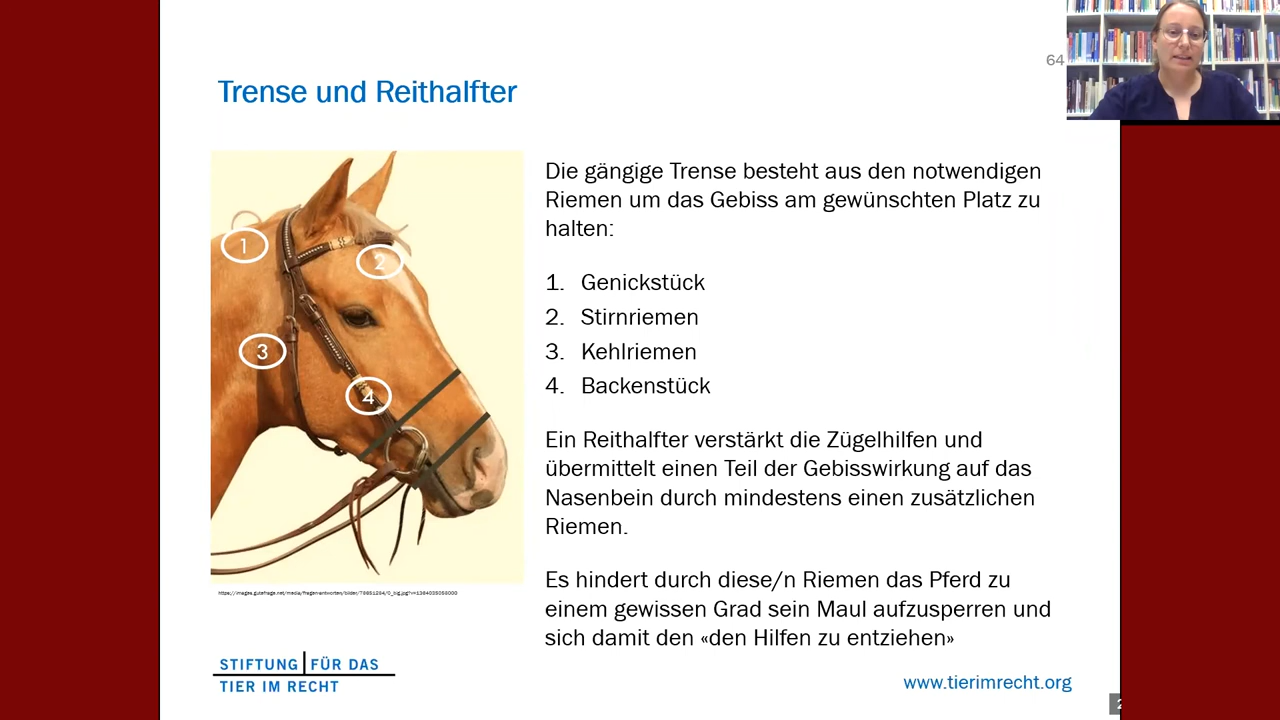 64
Trense und Reithalfter
1
2
3
4
Die gängige Trense besteht aus den notwendigen
Riemen um das Gebiss am gewünschten Platz zu
halten:
1. Genickstück
2. Stirnriemen
3. Kehlriemen
4. Backenstück
Ein Reithalfter verstärkt die Zügelhilfen und
übermittelt einen Teil der Gebisswirkung auf das
Nasenbein durch mindestens einen zusätzlichen
Riemen.
Es hindert durch diese/n Riemen das Pferd zu
einem gewissen Grad sein Maul aufzusperren und
sich damit den «den Hilfen zu entziehen»
STIFTUNG FÜR DAS
TIER IM RECHT
www.tierimrecht.org